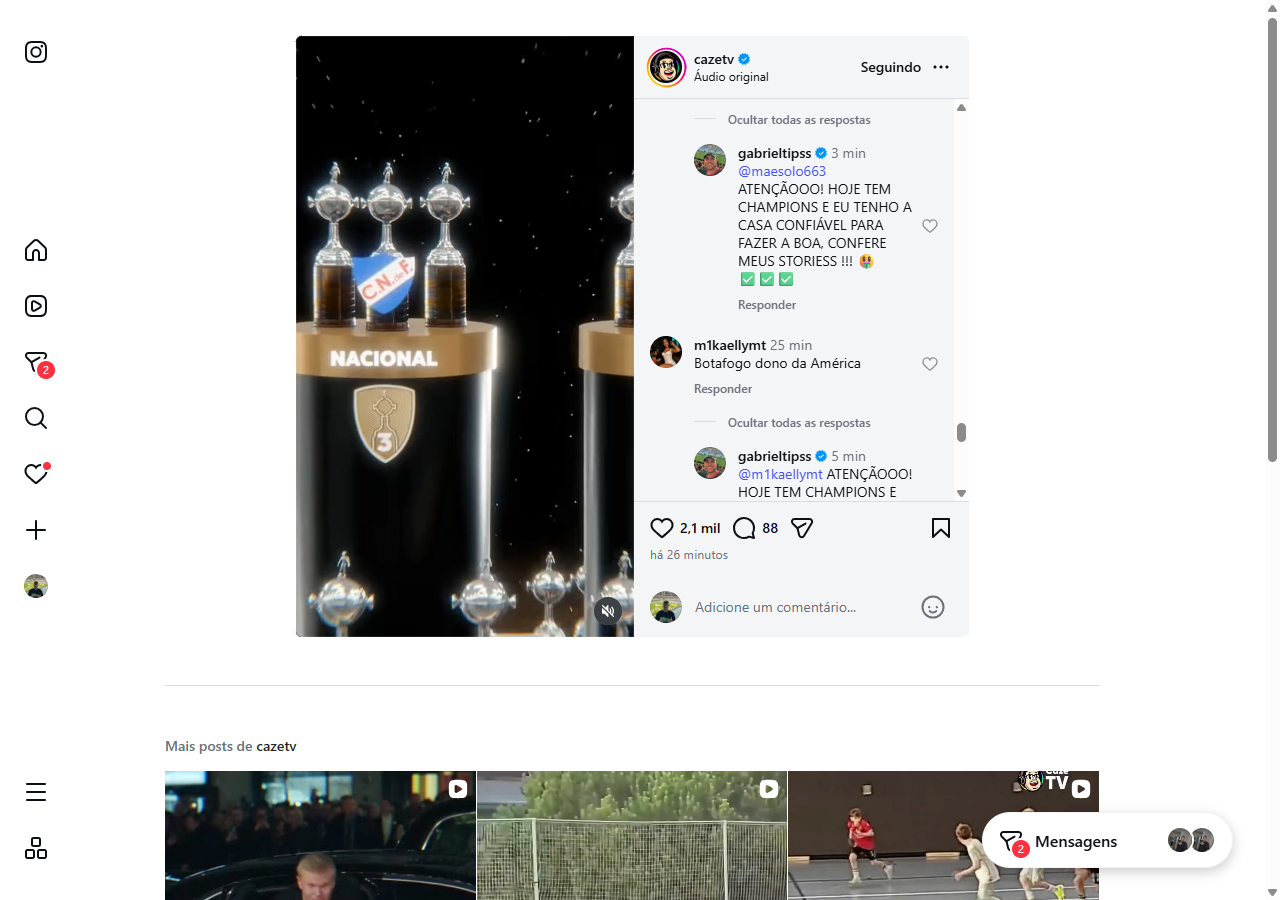 C.N. de F.
NACIONAL
3
cazetv
Áudio original
Seguindo
Ocultar todas as respostas
gabrieltipss 3 min
@maesolo663
ATENÇÃOOO! HOJE TEM
CHAMPIONS E EU TENHO A
CASA CONFIÁVEL PARA
FAZER A BOA, CONFERE
MEUS STORIESS !!! 🤑
✅ ✅ ✅
Responder
m1kaellymt 25 min
Botafogo dono da América
Responder
Ocultar todas as respostas
gabrieltipss 5 min
@m1kaellymt ATENÇÃOOO!
HOJE TEM CHAMPIONS E
2,1 mil 88
há 26 minutos
Adicione um comentário...
2
Mais posts de cazetv
CazéTV
2
Mensagens